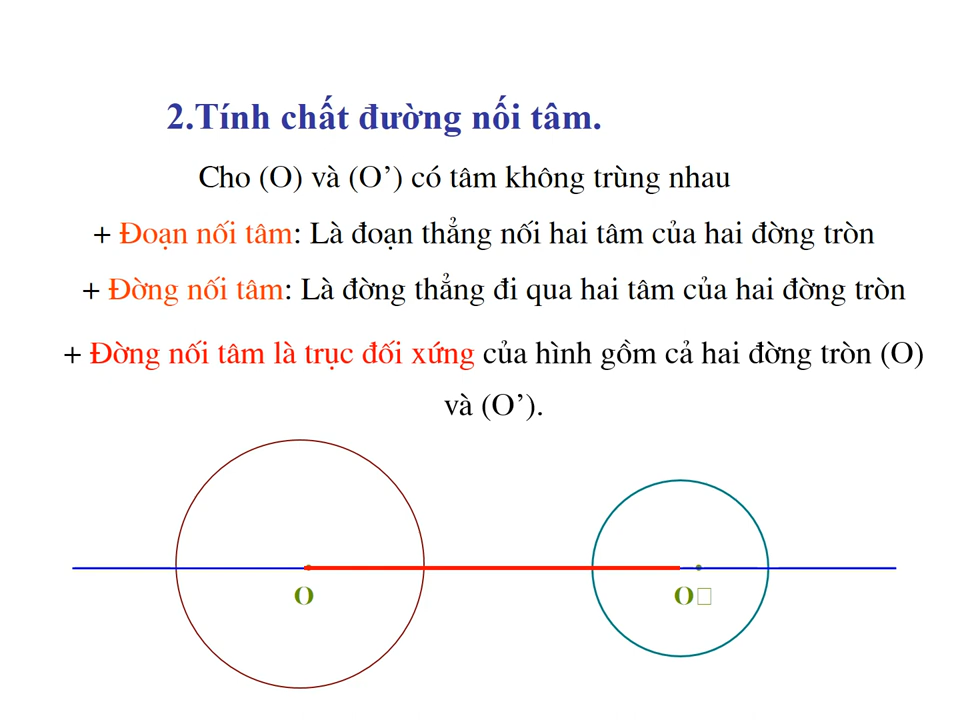 2.Tính chất đường nối tâm.
Cho (O) và (O’) có tâm không trùng nhau
+ Đoạn nối tâm: Là đoạn thẳng nối hai tâm của hai đờng tròn
+ Đờng nối tâm: Là đờng thẳng đi qua hai tâm của hai đờng tròn
+ Đờng nối tâm là trục đối xứng của hình gồm cả hai đờng tròn (O)
và (O’).
O
O□